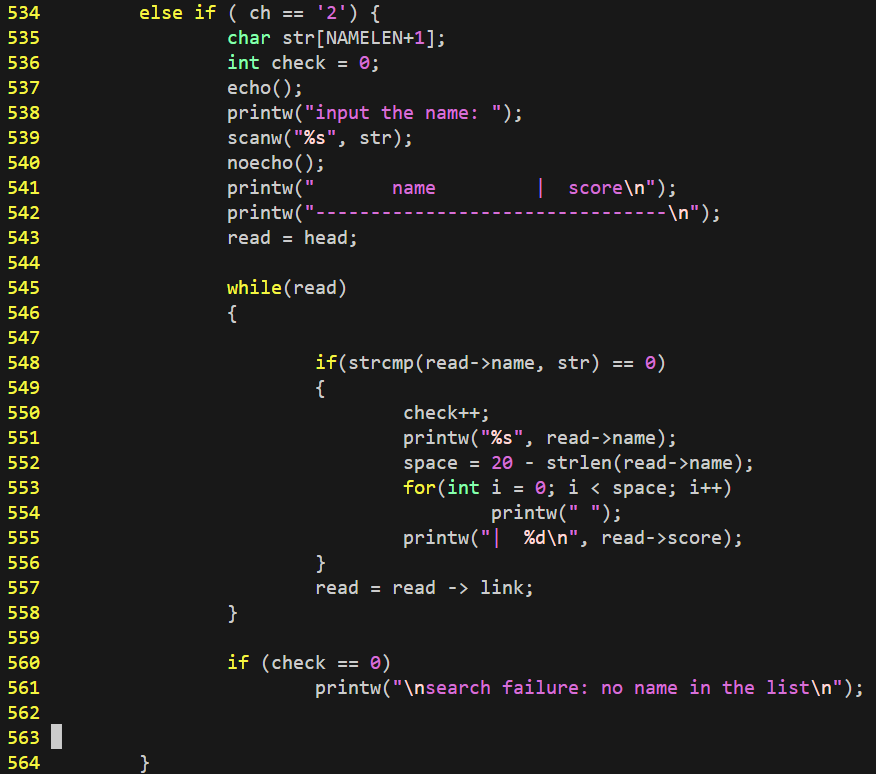 534         else if ( ch == '2') {
535                 char str[NAMELEN+1];
536                 int check = 0;
537                 echo();
538                 printw("input the name: ");
539                 scanw("%s", str);
540                 noecho();
541                 printw("       name         |  score\n");
542                 printw("--------------------------------\n");
543                 read = head;
544
545                 while(read)
546                 {
547
548                         if(strcmp(read->name, str) == 0)
549                         {
550                                 check++;
551                                 printw("%s", read->name);
552                                 space = 20 - strlen(read->name);
553                                 for(int i = 0; i < space; i++)
554                                         printw(" ");
555                                 printw("|  %d\n", read->score);
556                         }
557                         read = read -> link;
558                 }
559
560                 if (check == 0)
561                         printw("\nsearch failure: no name in the list\n");
562
563
564         }